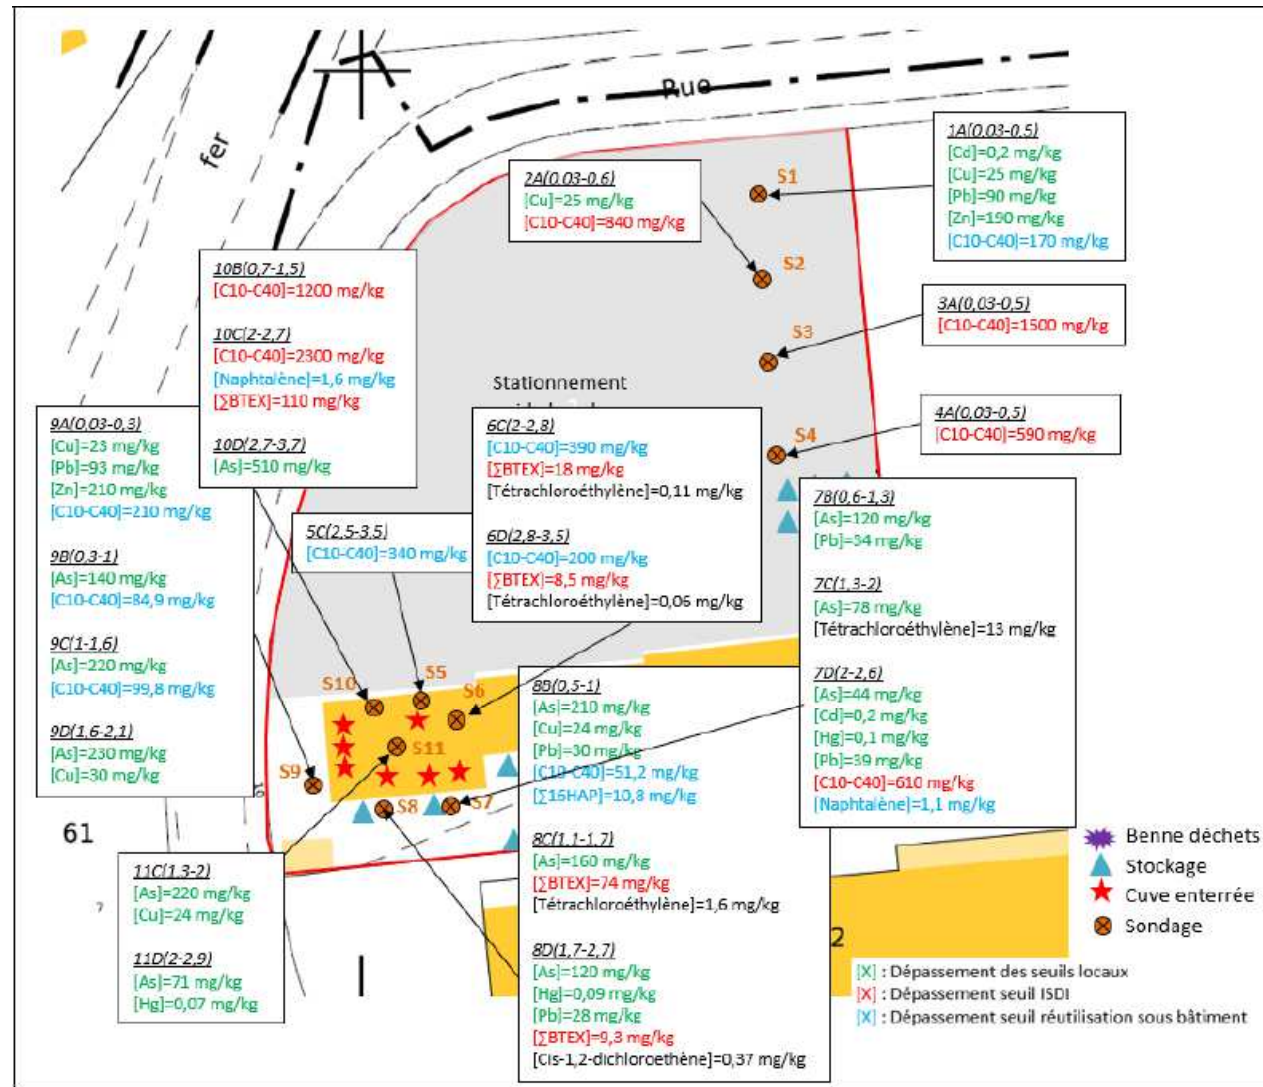 Rue
fer
1A(0,03-0,5)
[Cd]=0,2 mg/kg
[Cu]=25 mg/kg
[Pb]=90 mg/kg
[Zn]=190 mg/kg
[C10-C40]=170 mg/kg
S1
2A(0,03-0,6)
[Cu]=25 mg/kg
[C10-C40]=840 mg/kg
S2
10B(0,7-1,5)
[C10-C40]=1200 mg/kg
10C(2-2,7)
[C10-C40]=2300 mg/kg
[Naphtalène]=1,6 mg/kg
[∑BTEX]=110 mg/kg
10D(2,7-3,7)
[As]=510 mg/kg
3A(0,03-0,5)
[C10-C40]=1500 mg/kg
S3
Stationnement
4A(0,03-0,5)
[C10-C40]=590 mg/kg
S4
9A(0,03-0,3)
[Cu]=23 mg/kg
[Pb]=93 mg/kg
[Zn]=210 mg/kg
[C10-C40]=210 mg/kg
9B(0,3-1)
[As]=140 mg/kg
[C10-C40]=84,9 mg/kg
9C(1-1,6)
[As]=220 mg/kg
[C10-C40]=99,8 mg/kg
9D(1,6-2,1)
[As]=230 mg/kg
[Cu]=30 mg/kg
5C(2,5-3,5)
[C10-C40]=340 mg/kg
6C(2-2,8)
[C10-C40]=390 mg/kg
[∑BTEX]=18 mg/kg
[Tétrachloroéthylène]=0,11 mg/kg
6D(2,8-3,5)
[C10-C40]=200 mg/kg
[∑BTEX]=8,5 mg/kg
[Tétrachloroéthylène]=0,06 mg/kg
7B(0,6-1,3)
[As]=120 mg/kg
[Pb]=34 mg/kg
7C(1,3-2)
[As]=78 mg/kg
[Tétrachloroéthylène]=13 mg/kg
7D(2-2,6)
[As]=44 mg/kg
[Cd]=0,2 mg/kg
[Hg]=0,1 mg/kg
[Pb]=39 mg/kg
[C10-C40]=610 mg/kg
[Naphtalène]=1,1 mg/kg
S10
S5
S6
S11
S9
S8
S7
8B(0,5-1)
[As]=210 mg/kg
[Cu]=24 mg/kg
[Pb]=30 mg/kg
[C10-C40]=51,2 mg/kg
[∑16HAP]=10,8 mg/kg
8C(1,1-1,7)
[As]=160 mg/kg
[∑BTEX]=74 mg/kg
[Tétrachloroéthylène]=1,6 mg/kg
8D(1,7-2,7)
[As]=120 mg/kg
[Hg]=0,09 mg/kg
[Pb]=28 mg/kg
[∑BTEX]=9,3 mg/kg
[Cis-1,2-dichloroethène]=0,37 mg/kg
61
11C(1,3-2)
[As]=220 mg/kg
[Cu]=24 mg/kg
11D(2-2,9)
[As]=71 mg/kg
[Hg]=0,07 mg/kg
2
Benne déchets
Stockage
Cuve enterrée
Sondage
[X] : Dépassement des seuils locaux
[X] : Dépassement seuil ISDI
[X] : Dépassement seuil réutilisation sous bâtiment